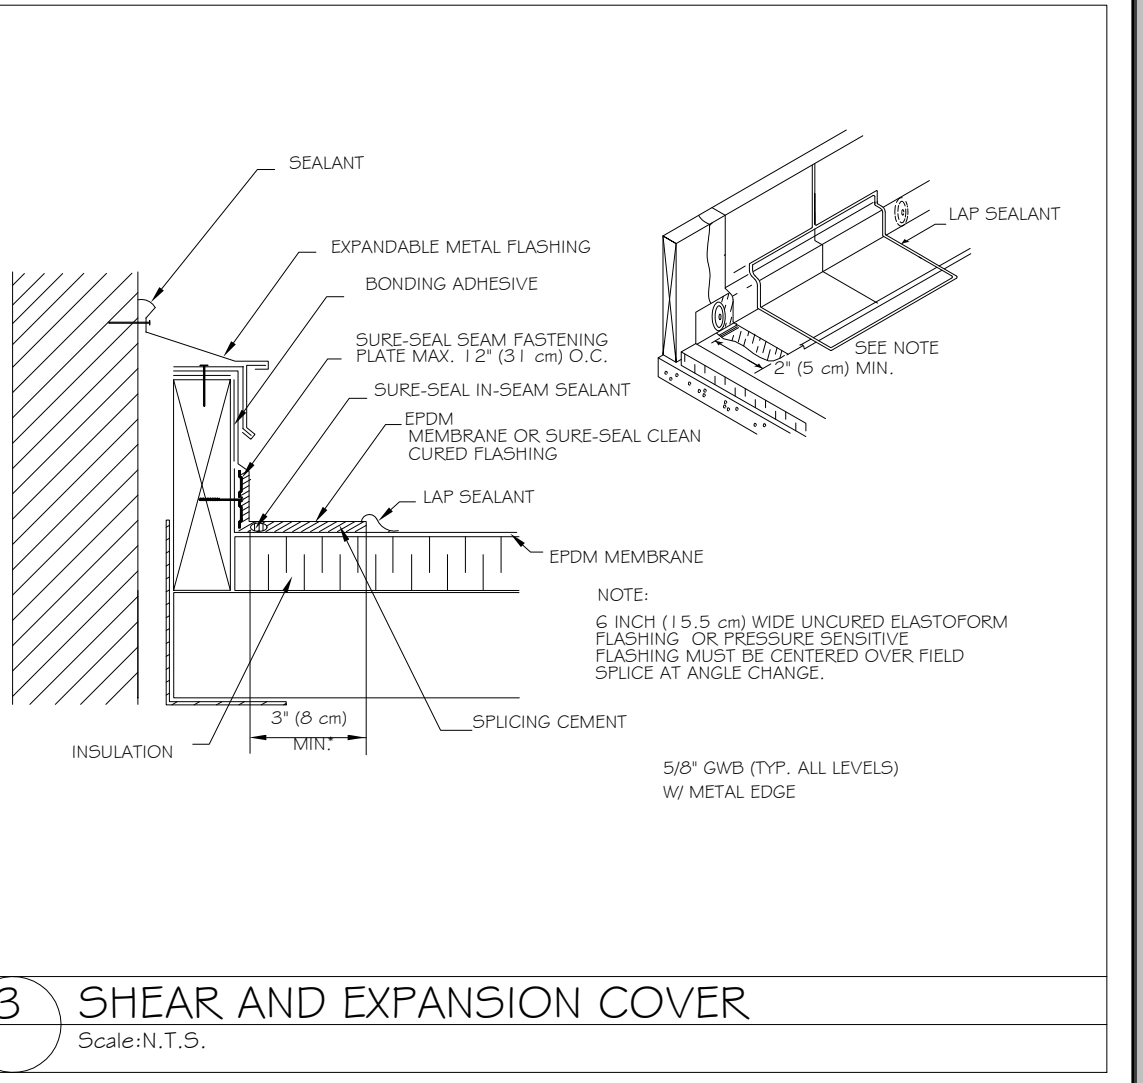 SEALANT
EXPANDABLE METAL FLASHING
BONDING ADHESIVE
SURE-SEAL SEAM FASTENING
PLATE MAX. 12" (31 cm) O.C.
SURE-SEAL IN-SEAM SEALANT
EPDM
MEMBRANE OR SURE-SEAL CLEAN
CURED FLASHING
LAP SEALANT
EPDM MEMBRANE
LAP SEALANT
SEE NOTE
2" (5 cm) MIN.
NOTE:
6 INCH (15.5 cm) WIDE UNCURED ELASTOFORM
FLASHING OR PRESSURE SENSITIVE
FLASHING MUST BE CENTERED OVER FIELD
SPLICE AT ANGLE CHANGE.
3" (8 cm)
MIN.*
SPLICING CEMENT
INSULATION
5/8" GWB (TYP. ALL LEVELS)
W/ METAL EDGE
3
SHEAR AND EXPANSION COVER
Scale:N.T.S.